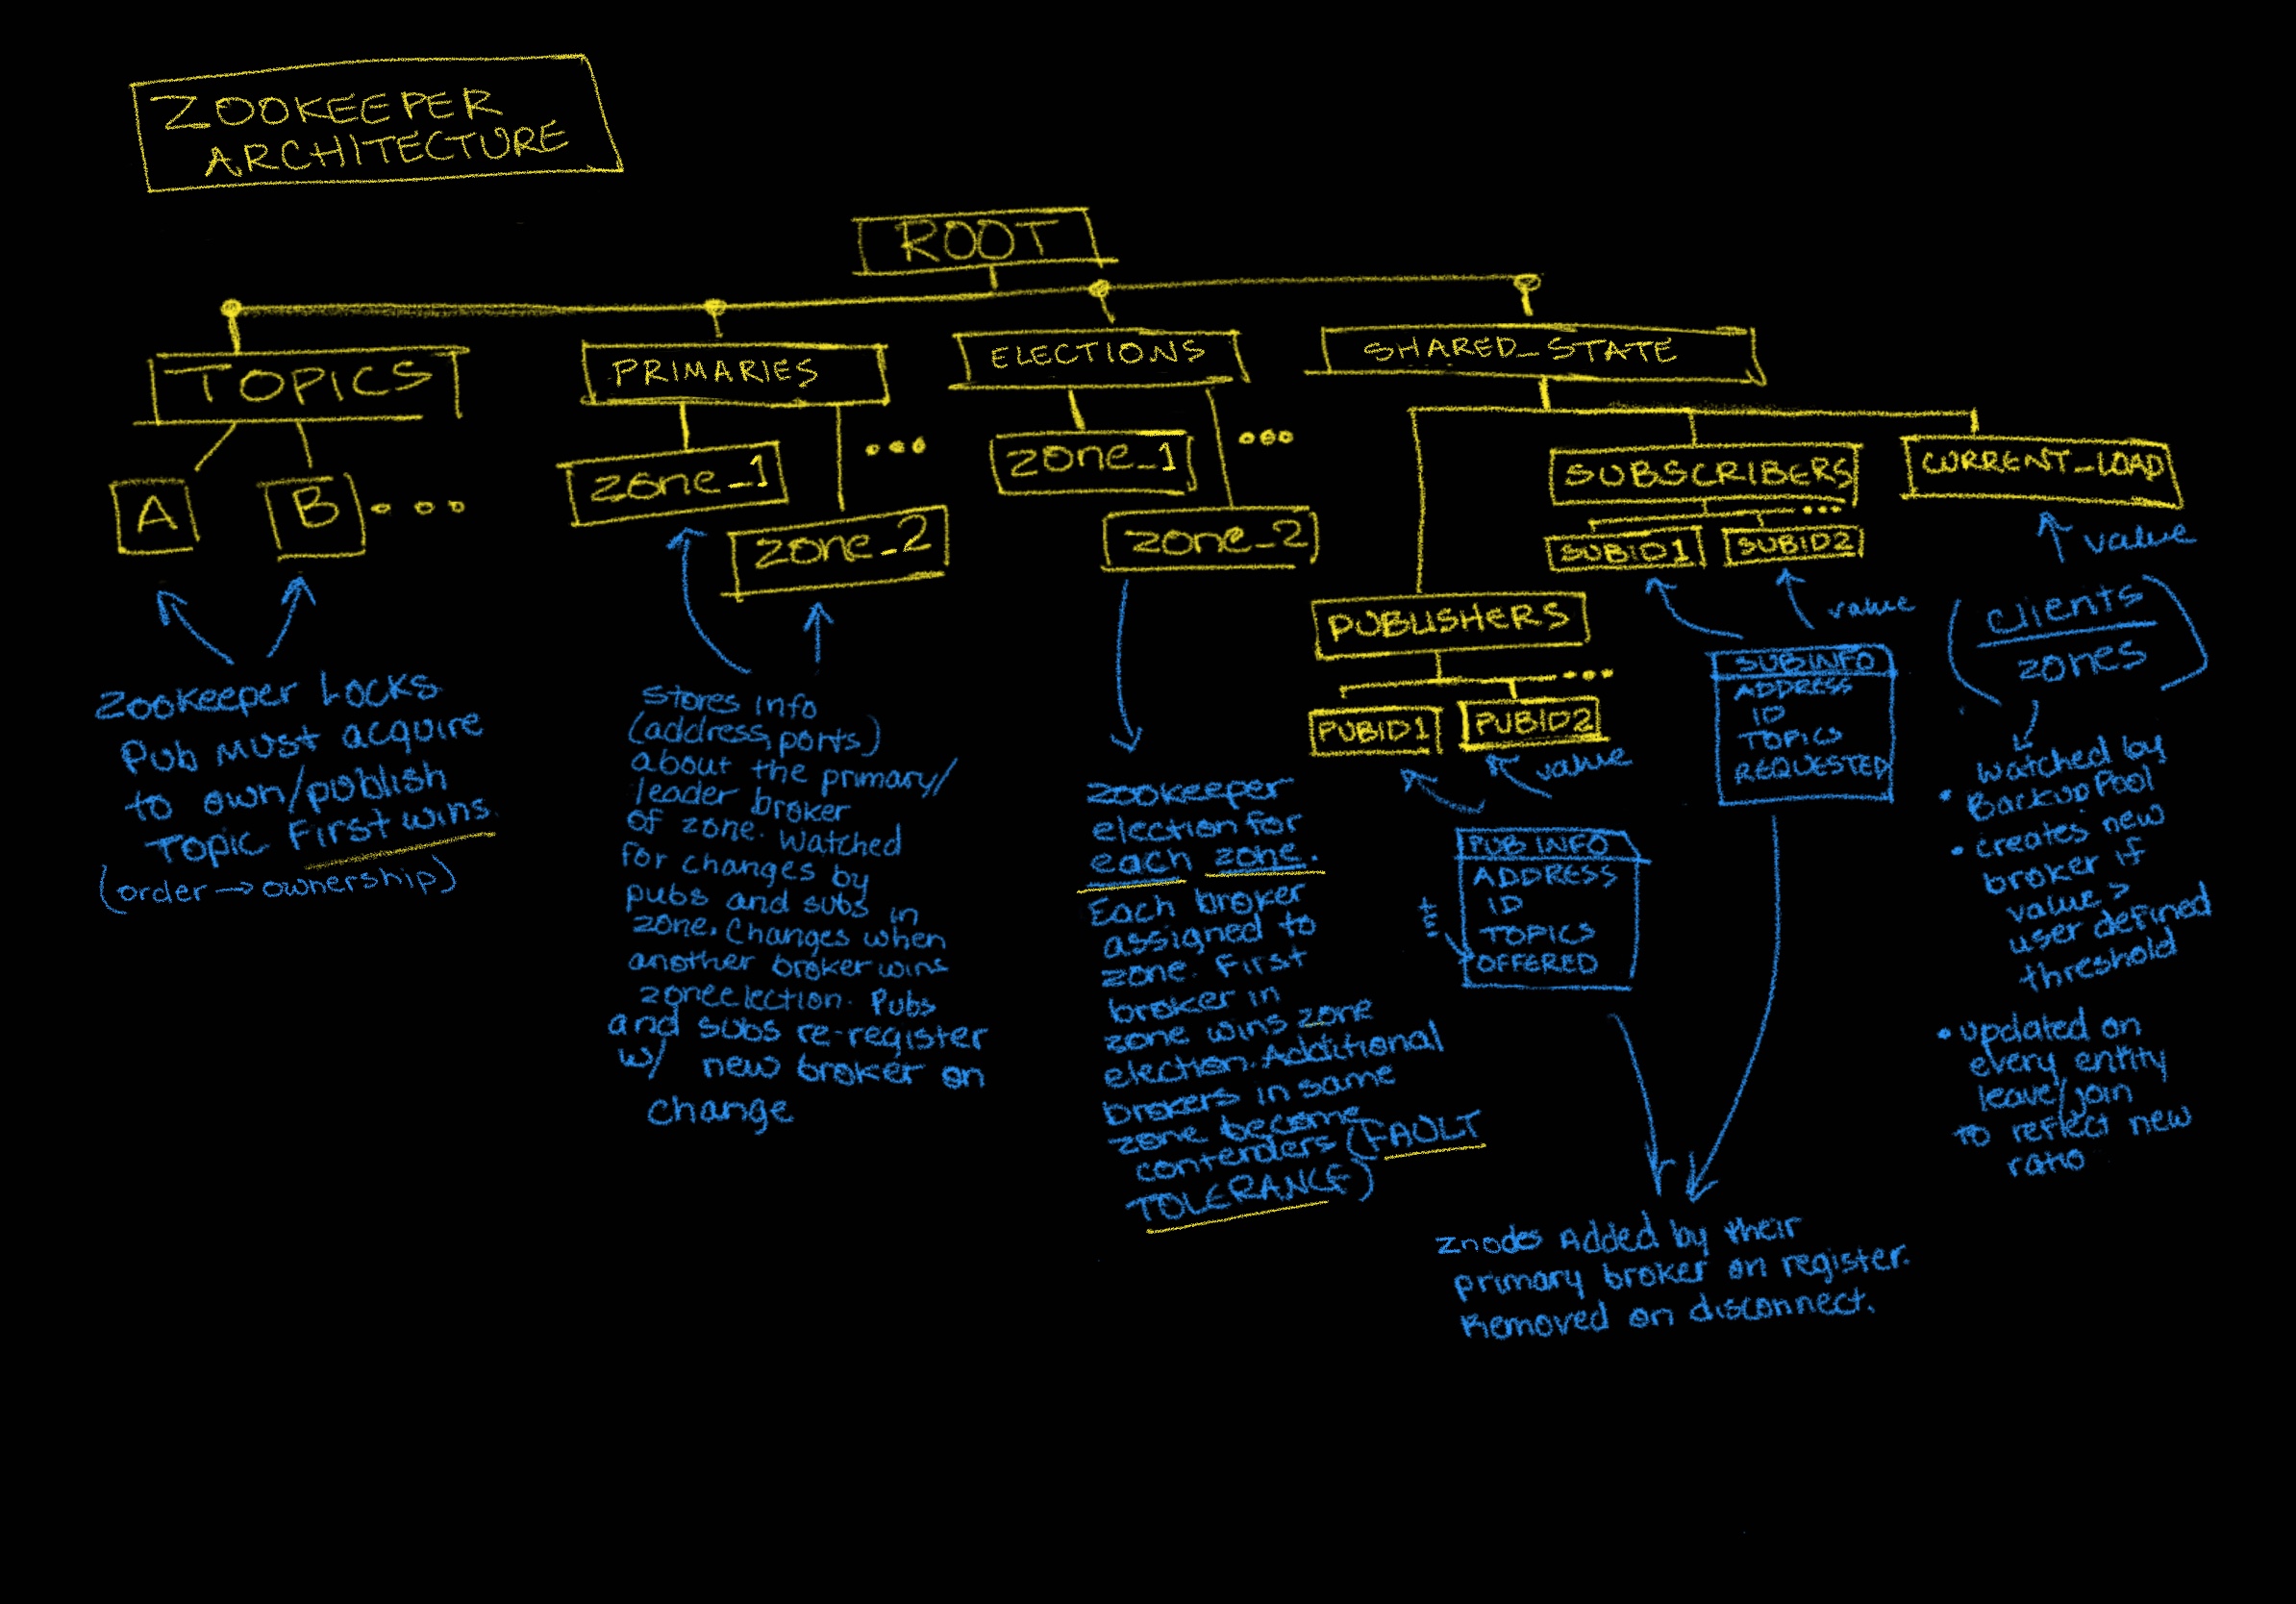 ZOOKEEPER
ARCHITECTURE
ROOT
TOPICS
PRIMARIES
ELECTIONS
SHARED_STATE
A
B
...
zone_1
zone_2
...
zone_1
zone_2
...
SUBSCRIBERS
SUBID1
SUBID2
...
CURRENT_LOAD
PUBLISHERS
PUBID1
PUBID2
...
Zookeeper Locks
Pub must acquire
to own/publish
Topic First wins.
(order → ownership)
Stores info
(address, ports)
about the primary/
leader broker
of zone. Watched
for changes by
pubs and subs in
zone. Changes when
another broker wins
zone election. Pubs
and subs re-register
w/ new broker on
change
Zookeeper
election for
each zone.
Each broker
assigned to
zone. First
broker in
zone wins zone
election. Additional
brokers in same
zone become
contenders (FAULT
TOLERANCE)
value
PUB INFO
ADDRESS
ID
TOPICS
OFFERED
value
SUBINFO
ADDRESS
ID
TOPICS
REQUESTED
Znodes Added by their
primary broker on register.
Removed on disconnect.
value
(clients
zones)
• watched by
Backup Pool
• creates new
broker if
value >
user defined
threshold
• updated on
every entity
leave/join
to reflect new
ratio